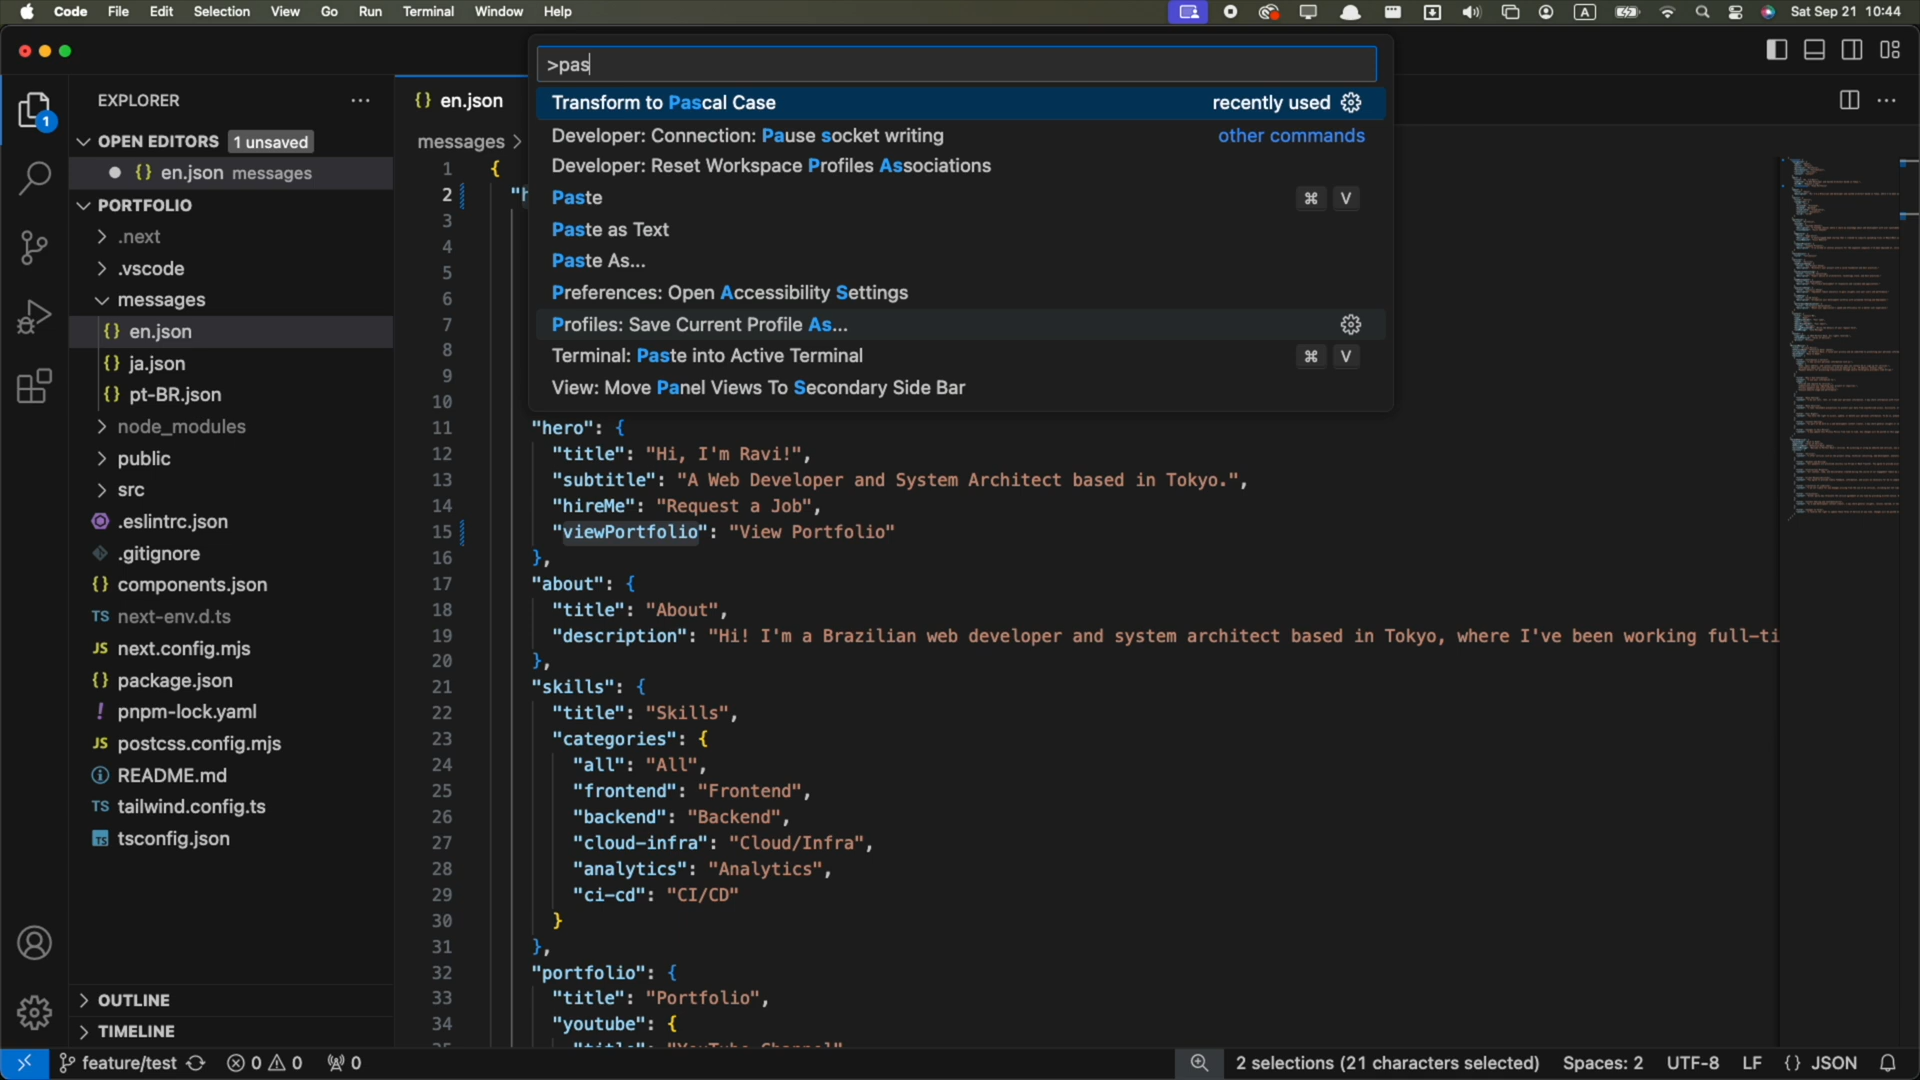 Code File Edit Selection View Go Run Terminal Window Help
A Sat Sep 21 10:44
>pas
Transform to Pascal Case recently used
Developer: Connection: Pause socket writing other commands
Developer: Reset Workspace Profiles Associations
Paste ⌘ V
Paste as Text
Paste As...
Preferences: Open Accessibility Settings
Profiles: Save Current Profile As...
Terminal: Paste into Active Terminal ⌘ V
View: Move Panel Views To Secondary Side Bar
1
EXPLORER
OPEN EDITORS 1 unsaved
{} en.json messages
PORTFOLIO
.next
.vscode
messages
{} en.json
{} ja.json
{} pt-BR.json
node_modules
public
src
.eslintrc.json
.gitignore
{} components.json
TS next-env.d.ts
JS next.config.mjs
{} package.json
! pnpm-lock.yaml
JS postcss.config.mjs
README.md
TS tailwind.config.ts
TS tsconfig.json
OUTLINE
TIMELINE
{} en.json
messages >
1 {
2 "h
3
4
5
6
7
8
9
10
11 "hero": {
12 "title": "Hi, I'm Ravi!",
13 "subtitle": "A Web Developer and System Architect based in Tokyo.",
14 "hireMe": "Request a Job",
15 "viewPortfolio": "View Portfolio"
16 },
17 "about": {
18 "title": "About",
19 "description": "Hi! I'm a Brazilian web developer and system architect based in Tokyo, where I've been working full-ti
20 },
21 "skills": {
22 "title": "Skills",
23 "categories": {
24 "all": "All",
25 "frontend": "Frontend",
26 "backend": "Backend",
27 "cloud-infra": "Cloud/Infra",
28 "analytics": "Analytics",
29 "ci-cd": "CI/CD"
30 }
31 },
32 "portfolio": {
33 "title": "Portfolio",
34 "youtube": {
feature/test 0 0 0
2 selections (21 characters selected) Spaces: 2 UTF-8 LF {} JSON